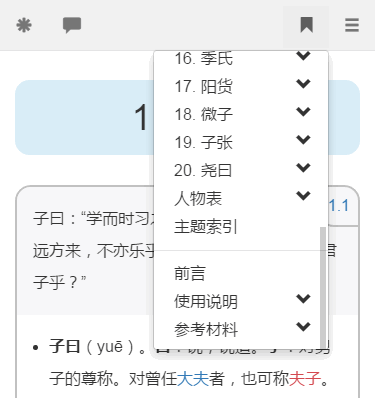 16. 季氏
17. 阳货
18. 微子
19. 子张
20. 尧曰
人物表
主题索引
前言
使用说明
参考材料
1
1.1
子曰：“学而时习
远方来，不亦乐乎
君
子乎？”
子曰（yuē）。
子的尊称。对曾任大夫者，也可称夫子。